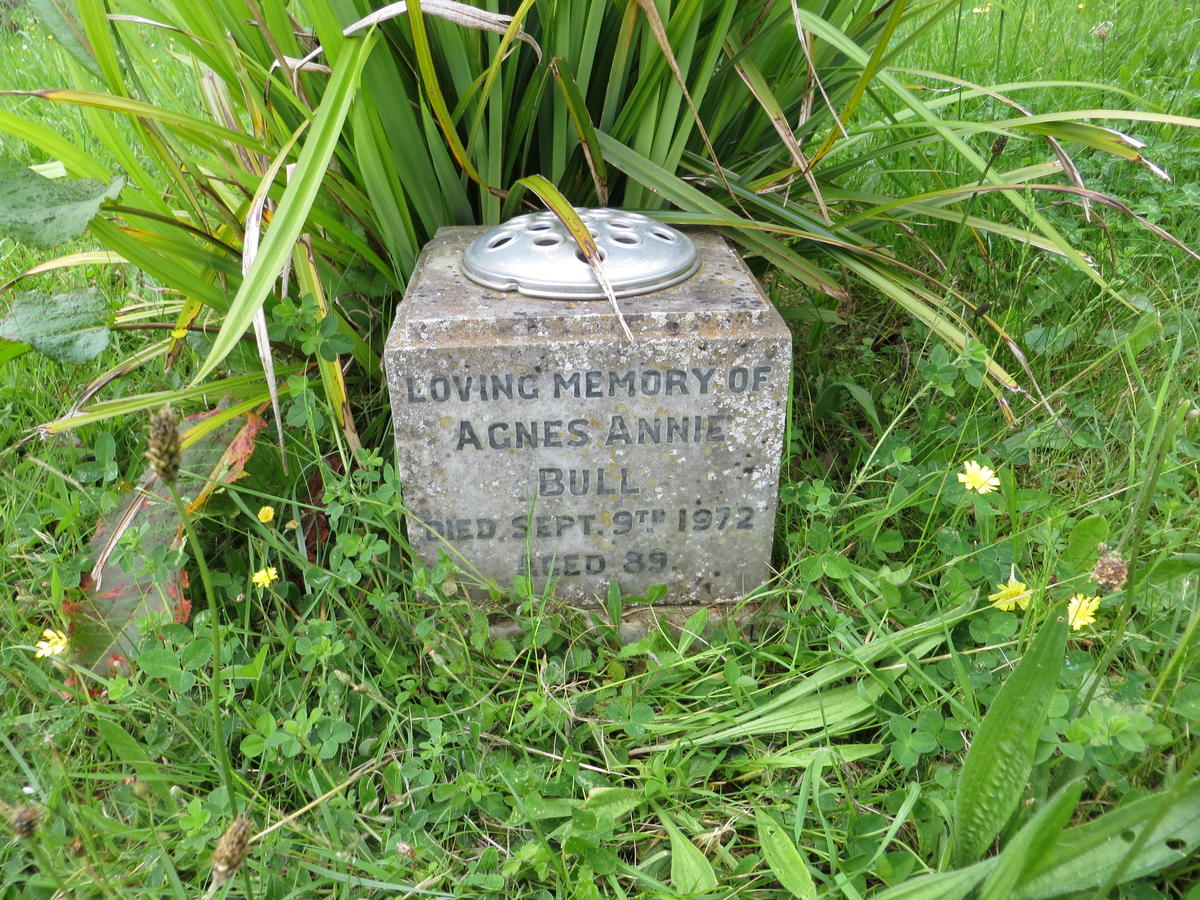 LOVING MEMORY OF
AGNES ANNIE
BULL
DIED SEPT. 9TH 1972
AGED 89.